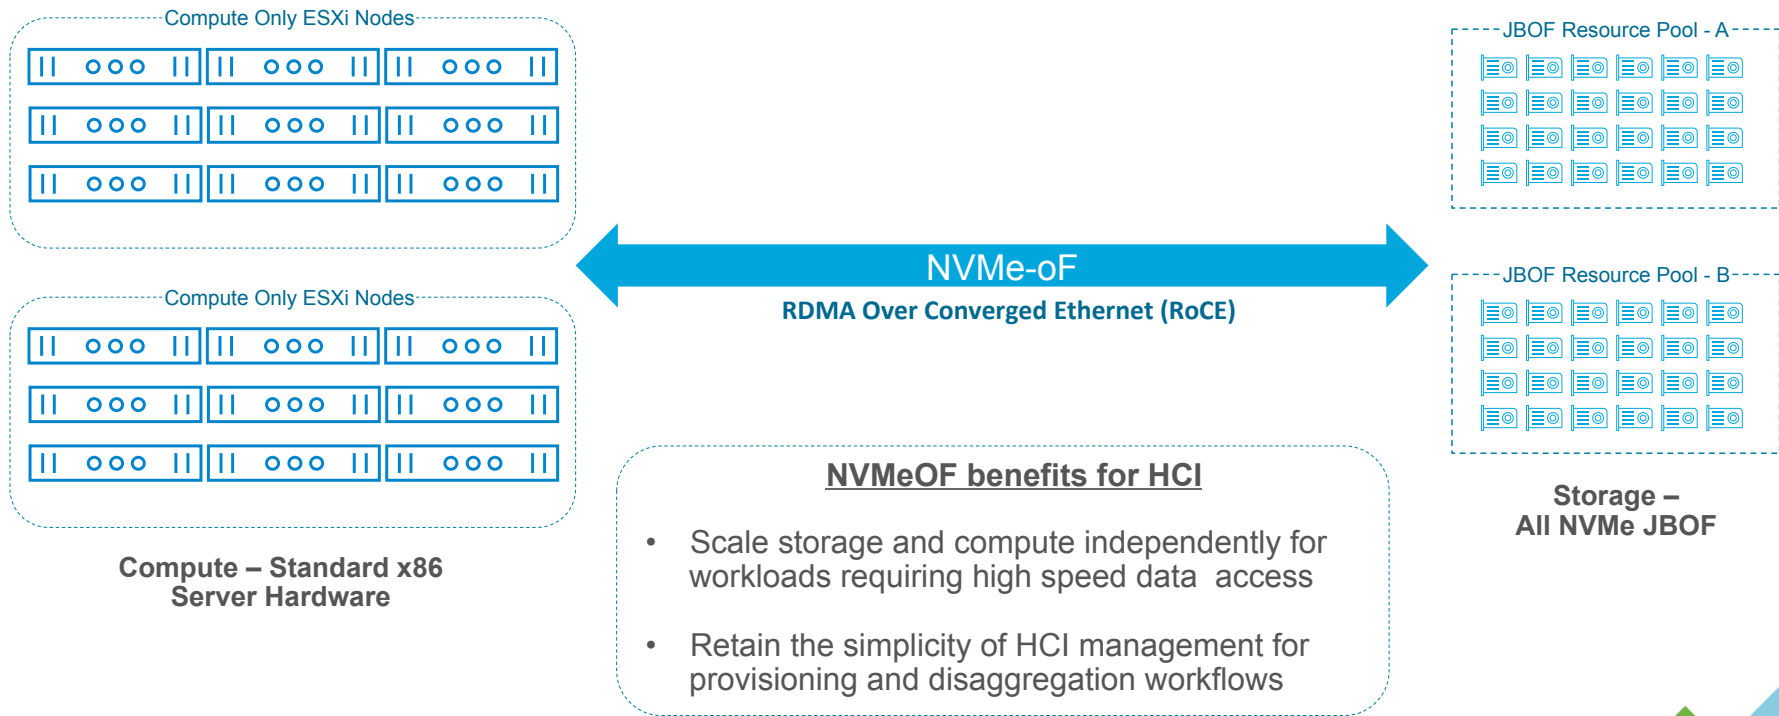 Compute Only ESXi Nodes
Compute Only ESXi Nodes
Compute – Standard x86
Server Hardware
NVMe-oF
RDMA Over Converged Ethernet (RoCE)
NVMeOF benefits for HCI
• Scale storage and compute independently for
workloads requiring high speed data access
• Retain the simplicity of HCI management for
provisioning and disaggregation workflows
JBOF Resource Pool - A
JBOF Resource Pool - B
Storage –
All NVMe JBOF